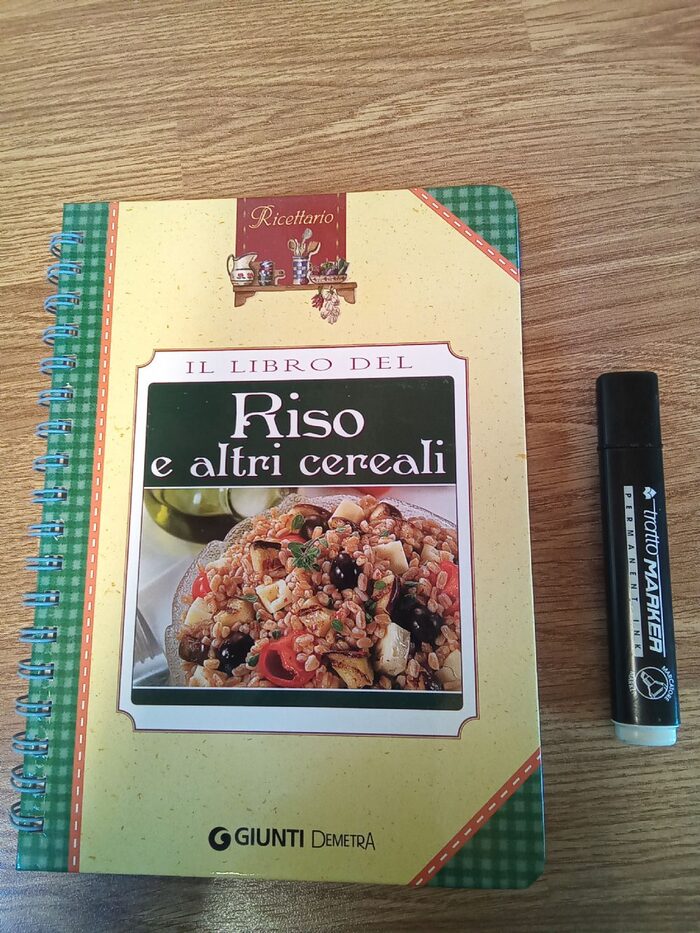 Ricettario
IL LIBRO DEL
Riso
e altri cereali
GIUNTI DEMETRA
tratto MARKER
PERMANENT INK